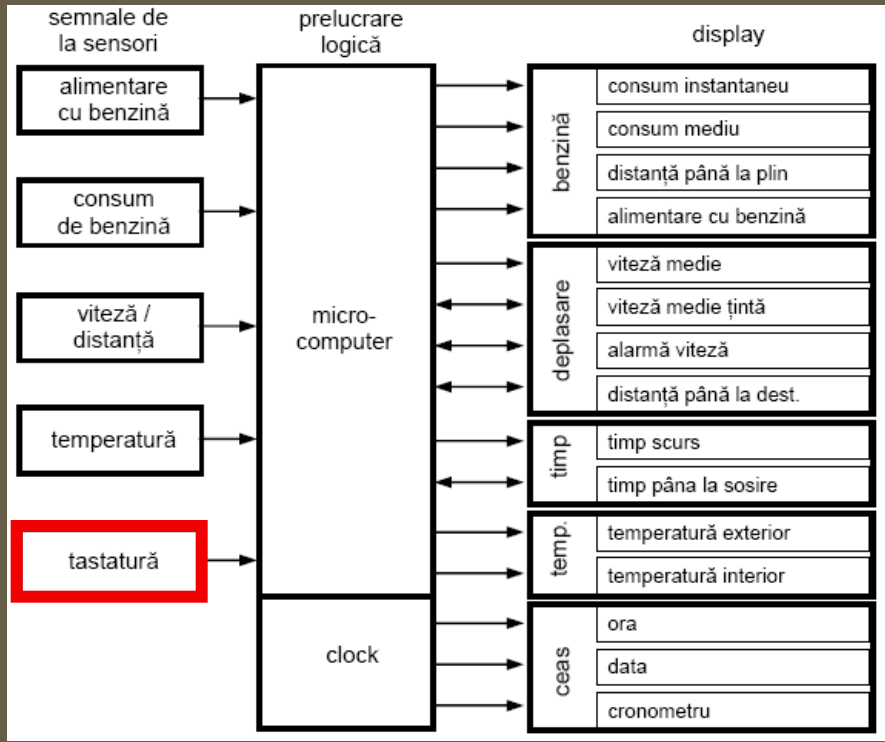 semnale de
la sensori
alimentare
cu benzină
consum
de benzină
viteză /
distanță
temperatură
tastatură
prelucrare
logică
micro-
computer
clock
display
benzină
consum instantaneu
consum mediu
distanță până la plin
alimentare cu benzină
deplasare
viteză medie
viteză medie țintă
alarmă viteză
distanță până la dest.
timp
timp scurs
timp pâna la sosire
temp.
temperatură exterior
temperatură interior
ceas
ora
data
cronometru